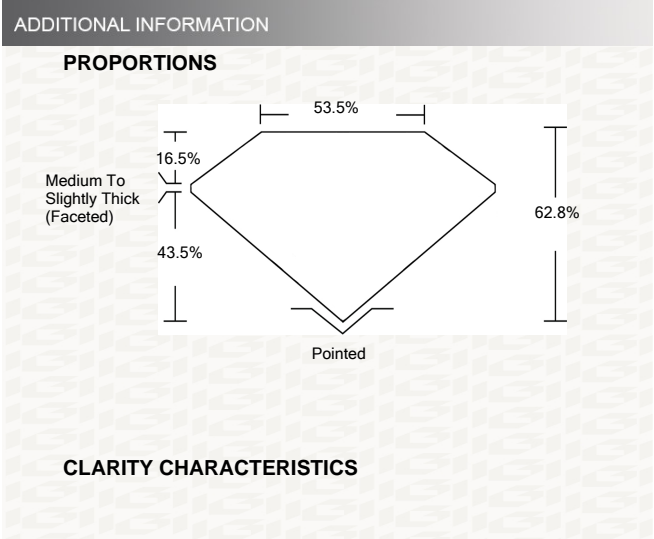 ADDITIONAL INFORMATION
PROPORTIONS
53.5%
16.5%
Medium To
Slightly Thick
(Faceted)
62.8%
43.5%
Pointed
CLARITY CHARACTERISTICS